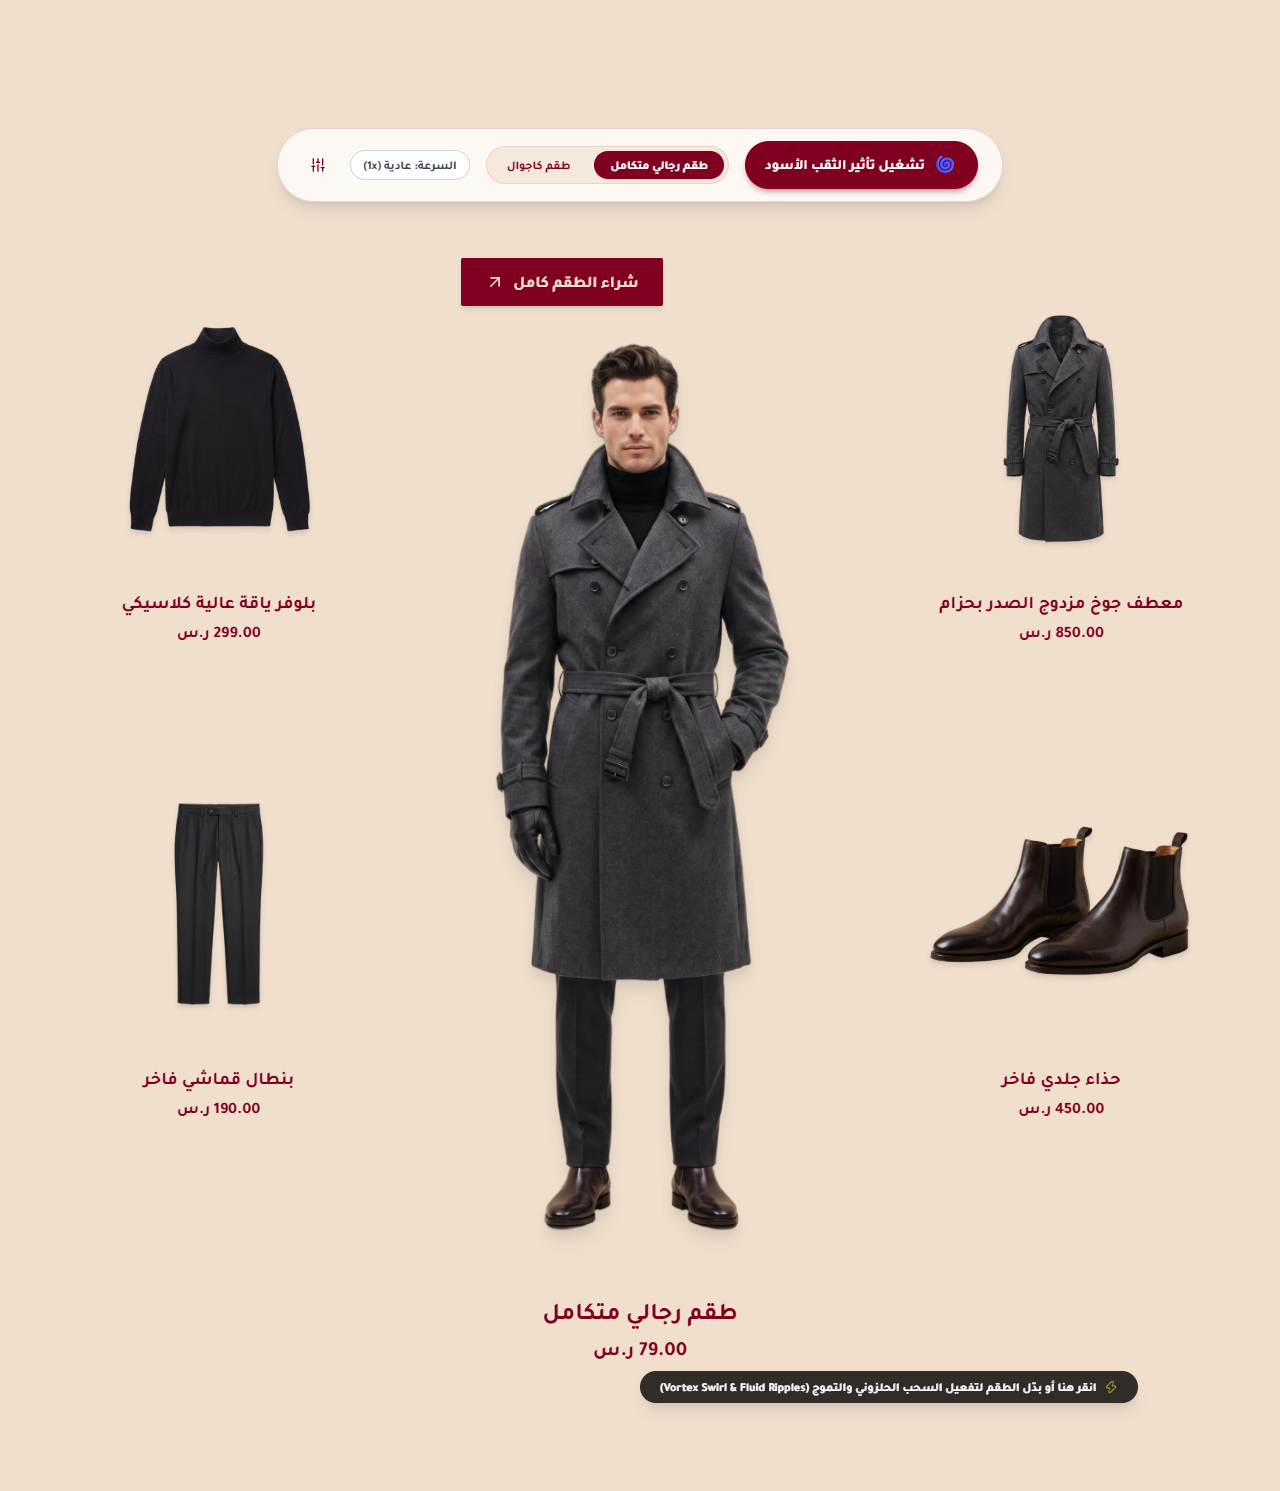 تشغيل تأثير الثقب الأسود
طقم رجالي متكامل
طقم كاجوال
السرعة: عادية (1x)
شراء الطقم كامل
معطف جوخ مزدوج الصدر بحزام
850.00 ر.س
بلوفر ياقة عالية كلاسيكي
299.00 ر.س
حذاء جلدي فاخر
450.00 ر.س
بنطال قماشي فاخر
190.00 ر.س
طقم رجالي متكامل
79.00 ر.س
انقر هنا أو بدّل الطقم لتفعيل السحب الحلزوني والتموج (Vortex Swirl & Fluid Ripples)